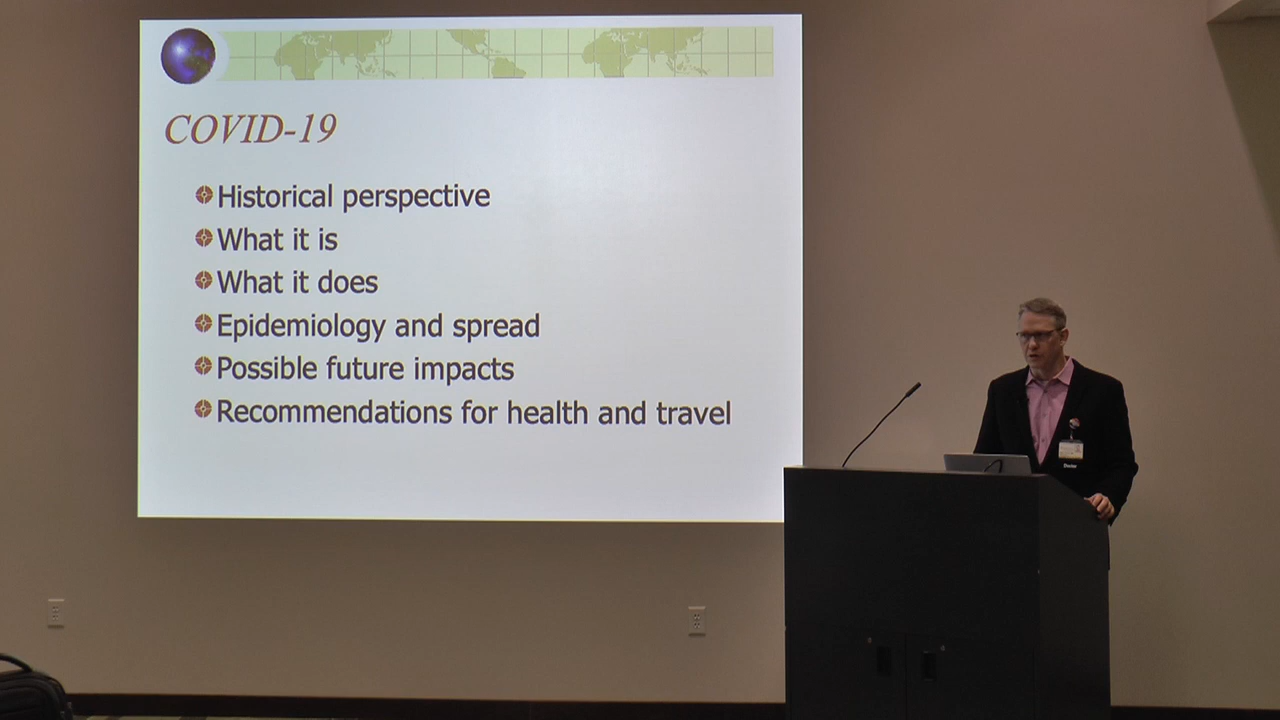 COVID-19
Historical perspective
What it is
What it does
Epidemiology and spread
Possible future impacts
Recommendations for health and travel
Doctor